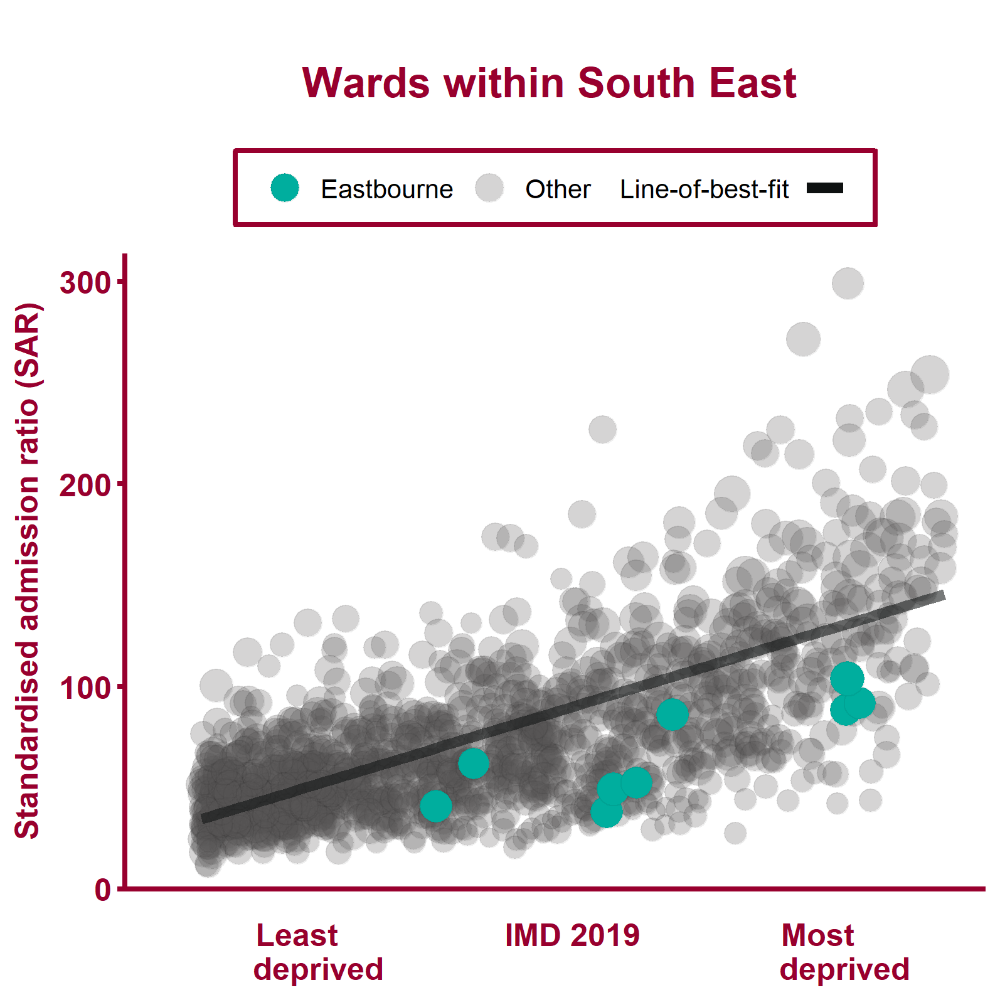 Wards within South East
Eastbourne Other Line-of-best-fit
Standardised admission ratio (SAR)
300
200
100
0
Least deprived
IMD 2019
Most deprived